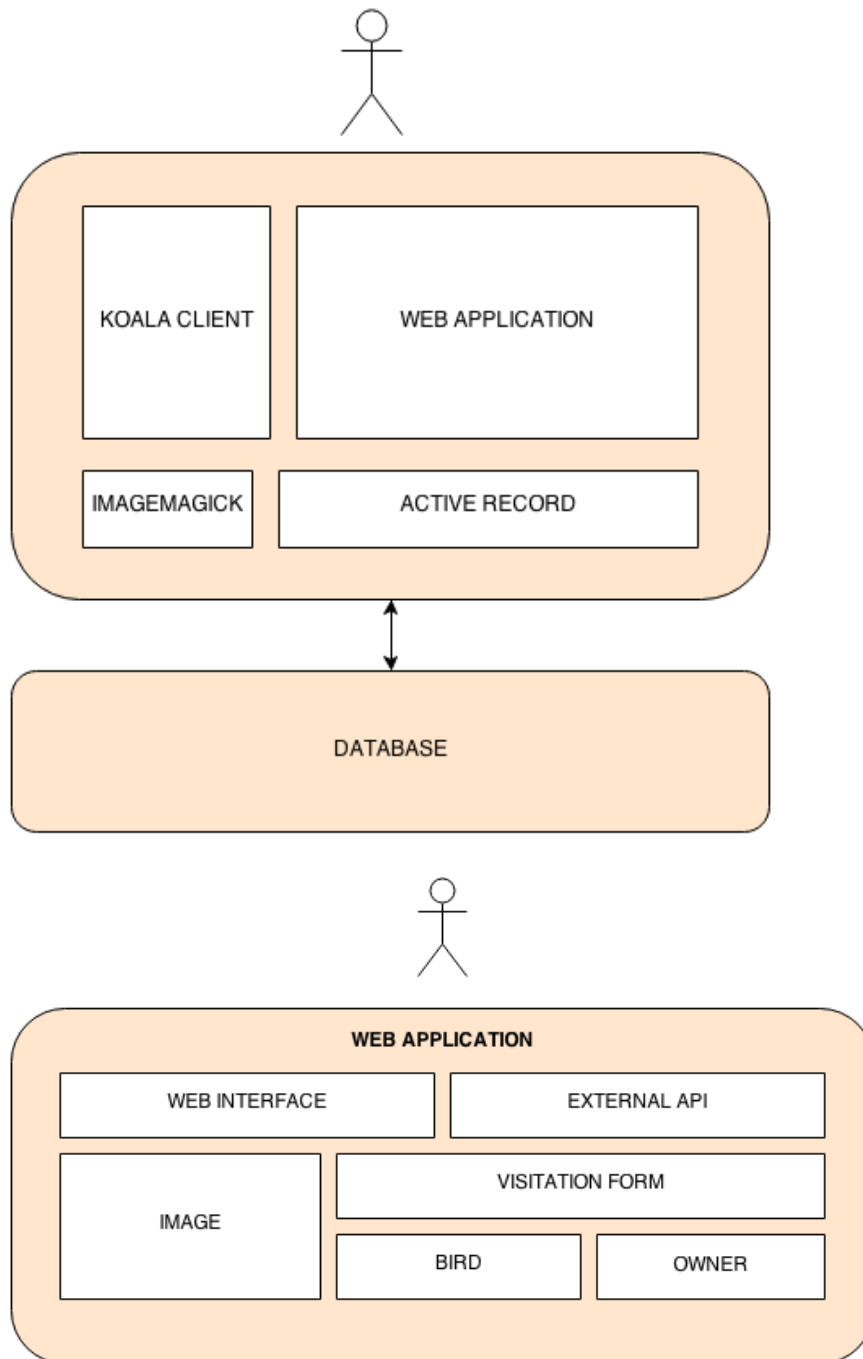 KOALA CLIENT
WEB APPLICATION
IMAGEMAGICK
ACTIVE RECORD
DATABASE
WEB APPLICATION
WEB INTERFACE
EXTERNAL API
IMAGE
VISITATION FORM
BIRD
OWNER